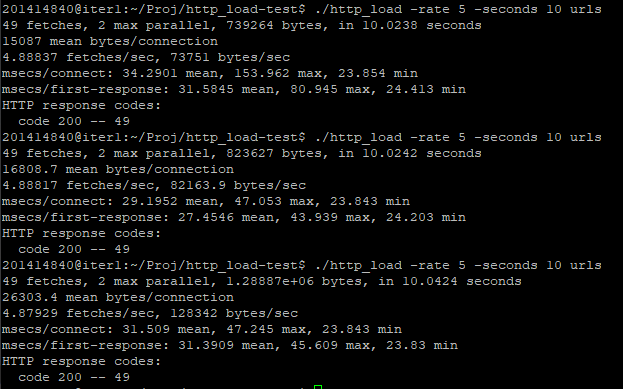 201414840@iter1:~/Proj/http_load-test$ ./http_load -rate 5 -seconds 10 urls
49 fetches, 2 max parallel, 739264 bytes, in 10.0238 seconds
15087 mean bytes/connection
4.88837 fetches/sec, 73751 bytes/sec
msecs/connect: 34.2901 mean, 153.962 max, 23.854 min
msecs/first-response: 31.5845 mean, 80.945 max, 24.413 min
HTTP response codes:
  code 200 -- 49
201414840@iter1:~/Proj/http_load-test$ ./http_load -rate 5 -seconds 10 urls
49 fetches, 2 max parallel, 823627 bytes, in 10.0242 seconds
16808.7 mean bytes/connection
4.88817 fetches/sec, 82163.9 bytes/sec
msecs/connect: 29.1952 mean, 47.053 max, 23.843 min
msecs/first-response: 27.4546 mean, 43.939 max, 24.203 min
HTTP response codes:
  code 200 -- 49
201414840@iter1:~/Proj/http_load-test$ ./http_load -rate 5 -seconds 10 urls
49 fetches, 2 max parallel, 1.28887e+06 bytes, in 10.0424 seconds
26303.4 mean bytes/connection
4.87929 fetches/sec, 128342 bytes/sec
msecs/connect: 31.509 mean, 47.245 max, 23.843 min
msecs/first-response: 31.3909 mean, 45.609 max, 23.83 min
HTTP response codes:
  code 200 -- 49